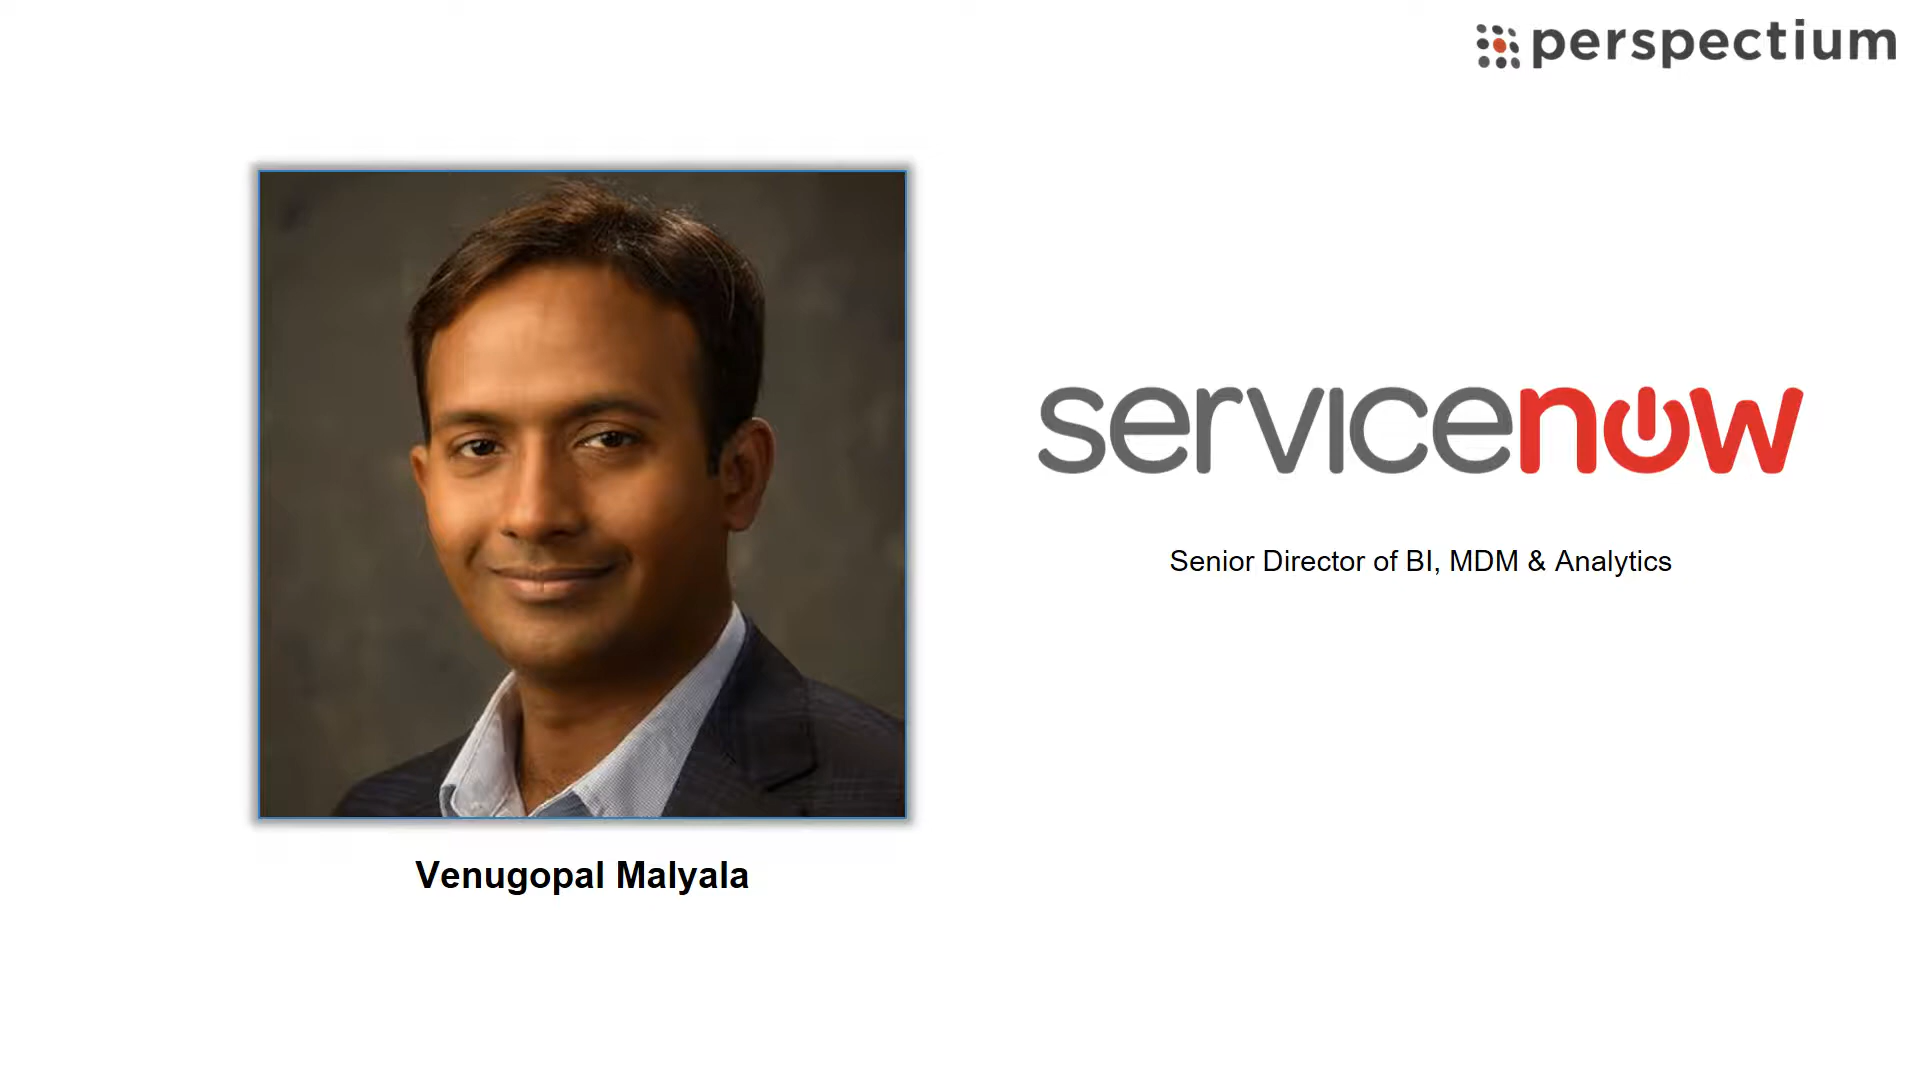 perspectium
servicenow
Senior Director of BI, MDM & Analytics
Venugopal Malyala